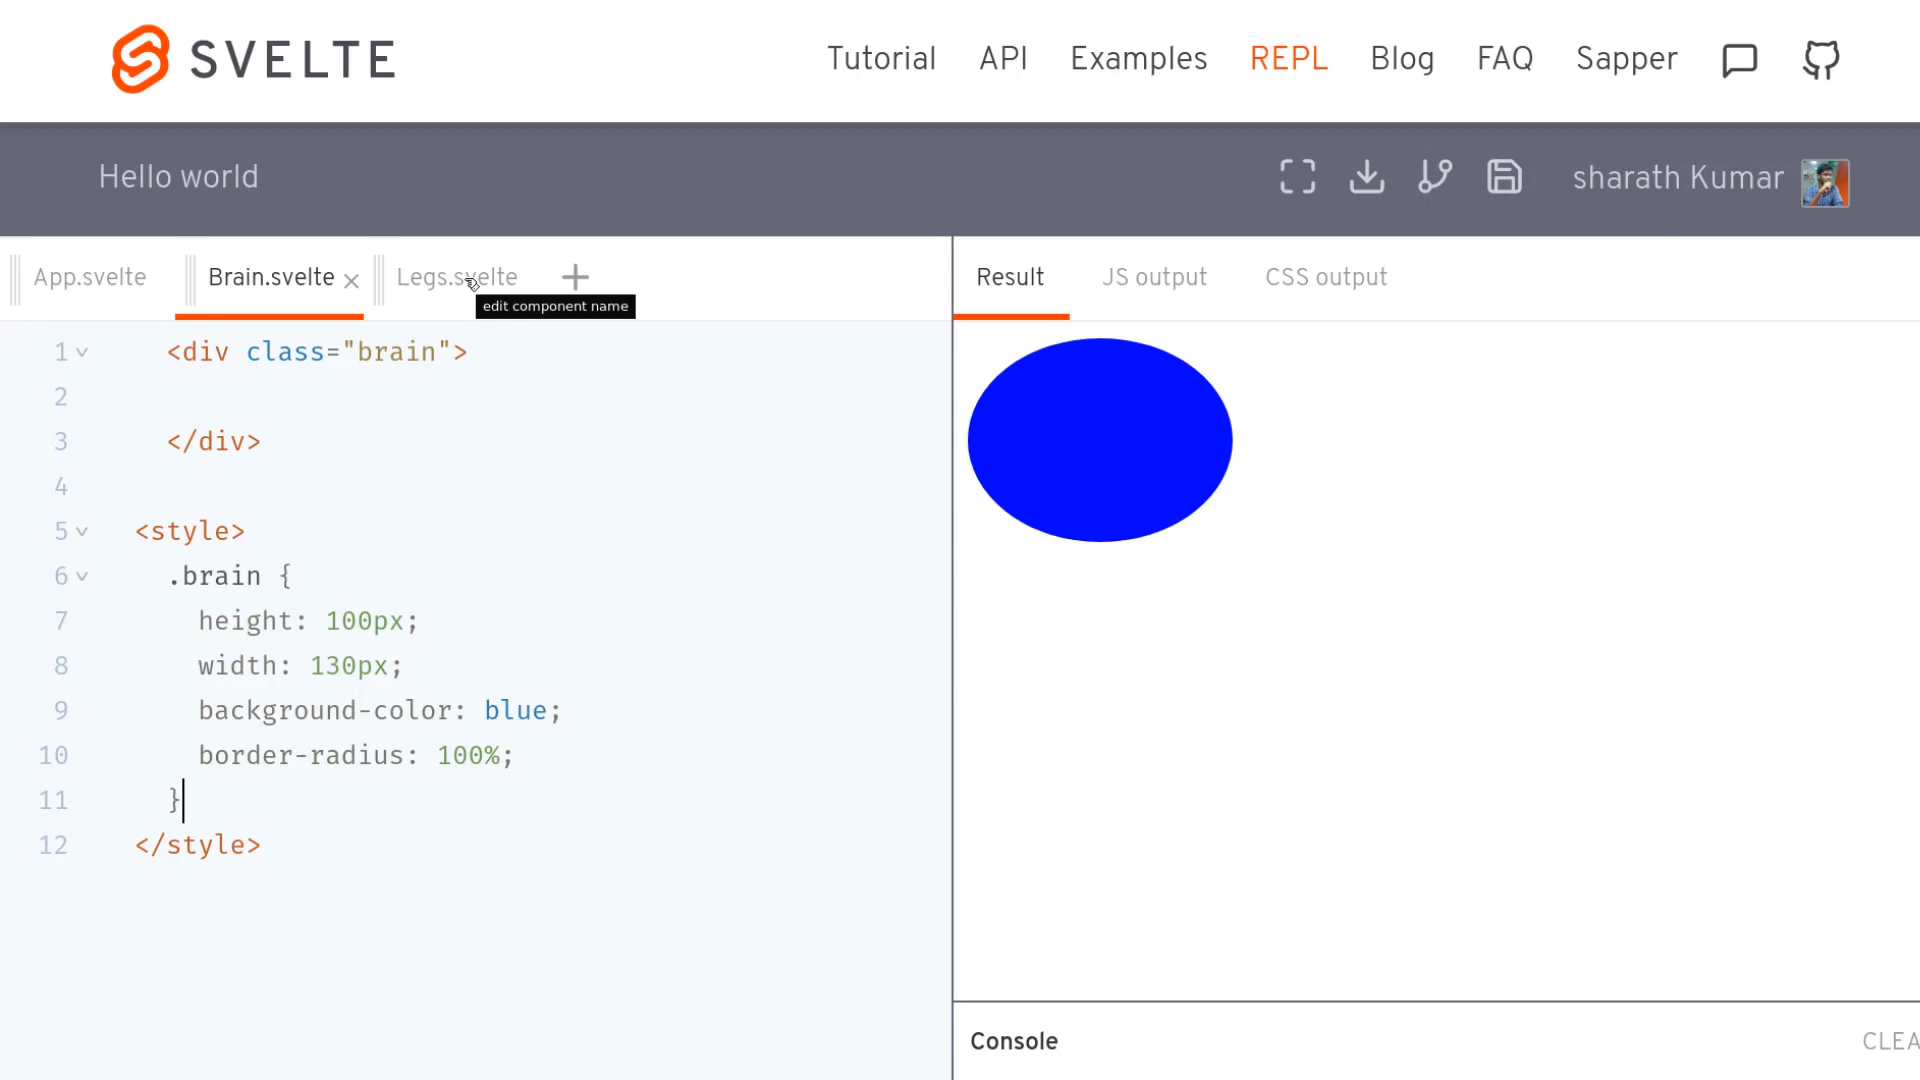 SVELTE
Tutorial API Examples REPL Blog FAQ Sapper
Hello world
sharath Kumar
App.svelte Brain.svelte × Legs.svelte +
edit component name
Result JS output CSS output
1 <div class="brain">
2
3 </div>
4
5 <style>
6 .brain {
7 height: 100px;
8 width: 130px;
9 background-color: blue;
10 border-radius: 100%;
11 }
12 </style>
Console
CLEA